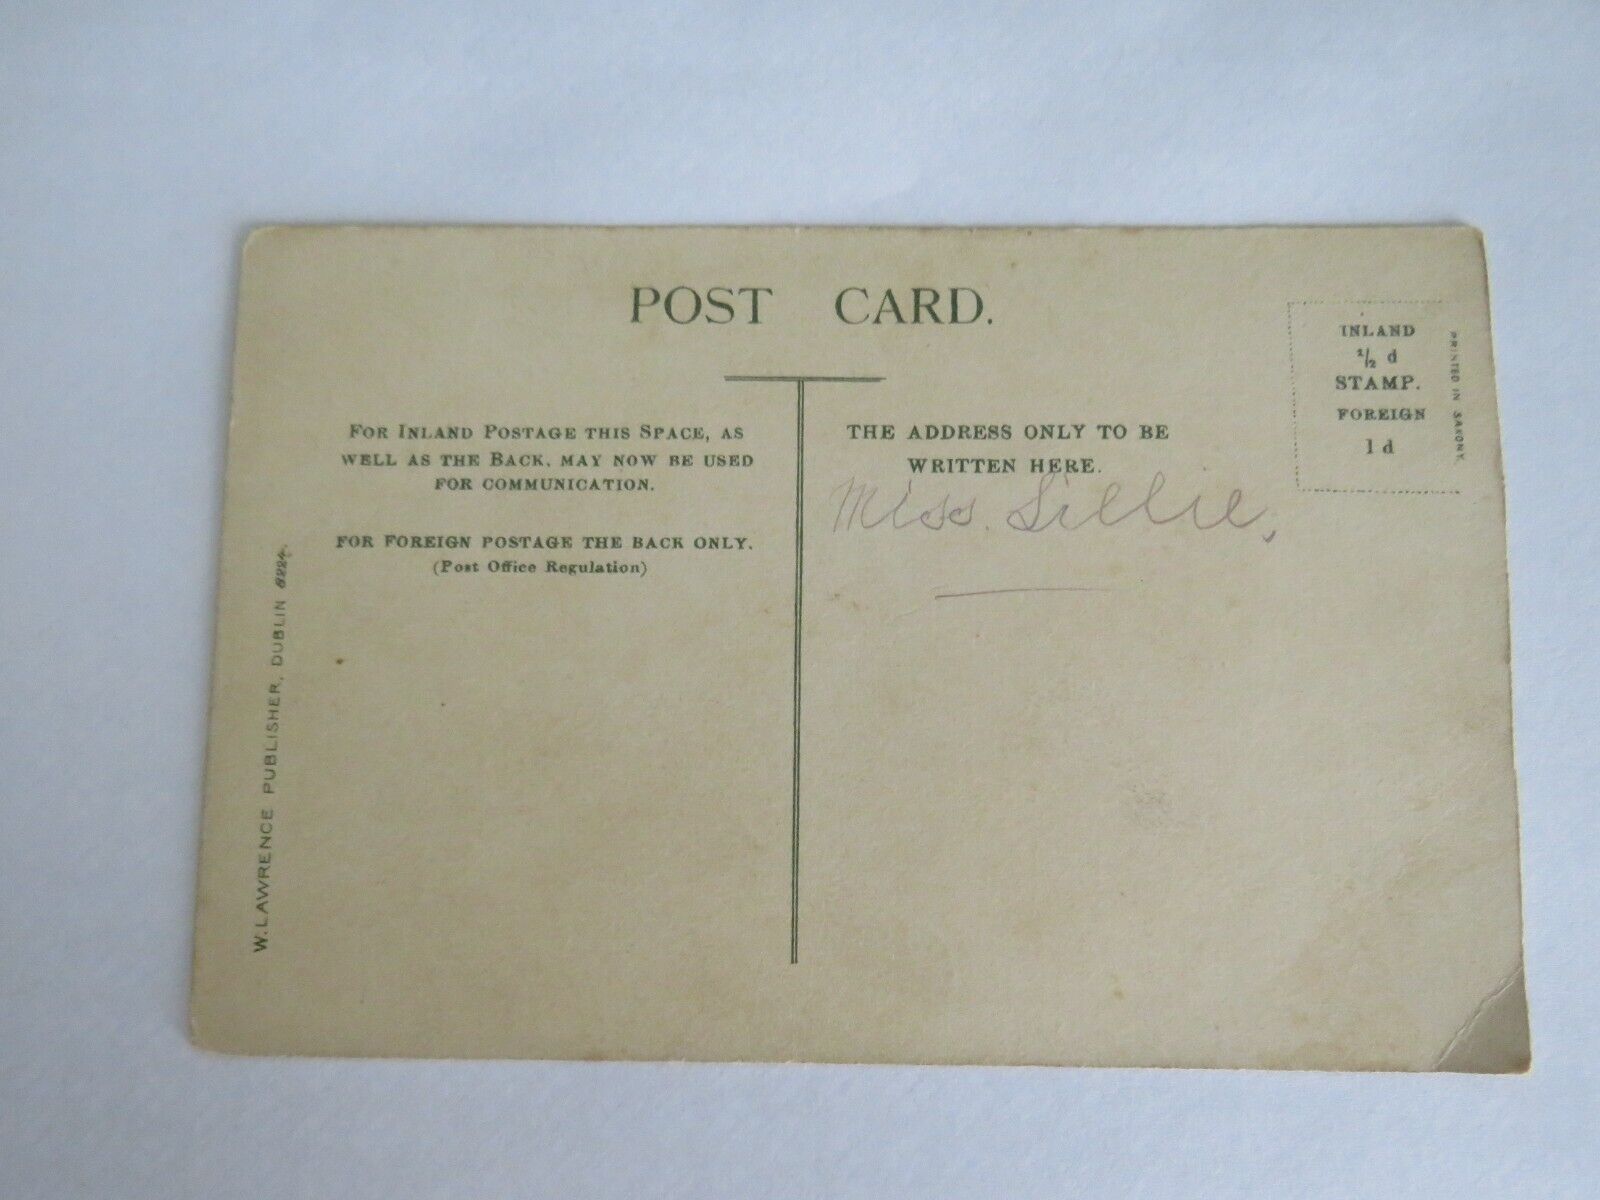 POST CARD.
FOR INLAND POSTAGE THIS SPACE, AS
WELL AS THE BACK, MAY NOW BE USED
FOR COMMUNICATION.
FOR FOREIGN POSTAGE THE BACK ONLY.
(Post Office Regulation)
W. LAWRENCE PUBLISHER, DUBLIN 6224.
THE ADDRESS ONLY TO BE
WRITTEN HERE.
Miss. Lillie,
INLAND
½ d
STAMP.
FOREIGN
1 d
PRINTED IN SAXONY.